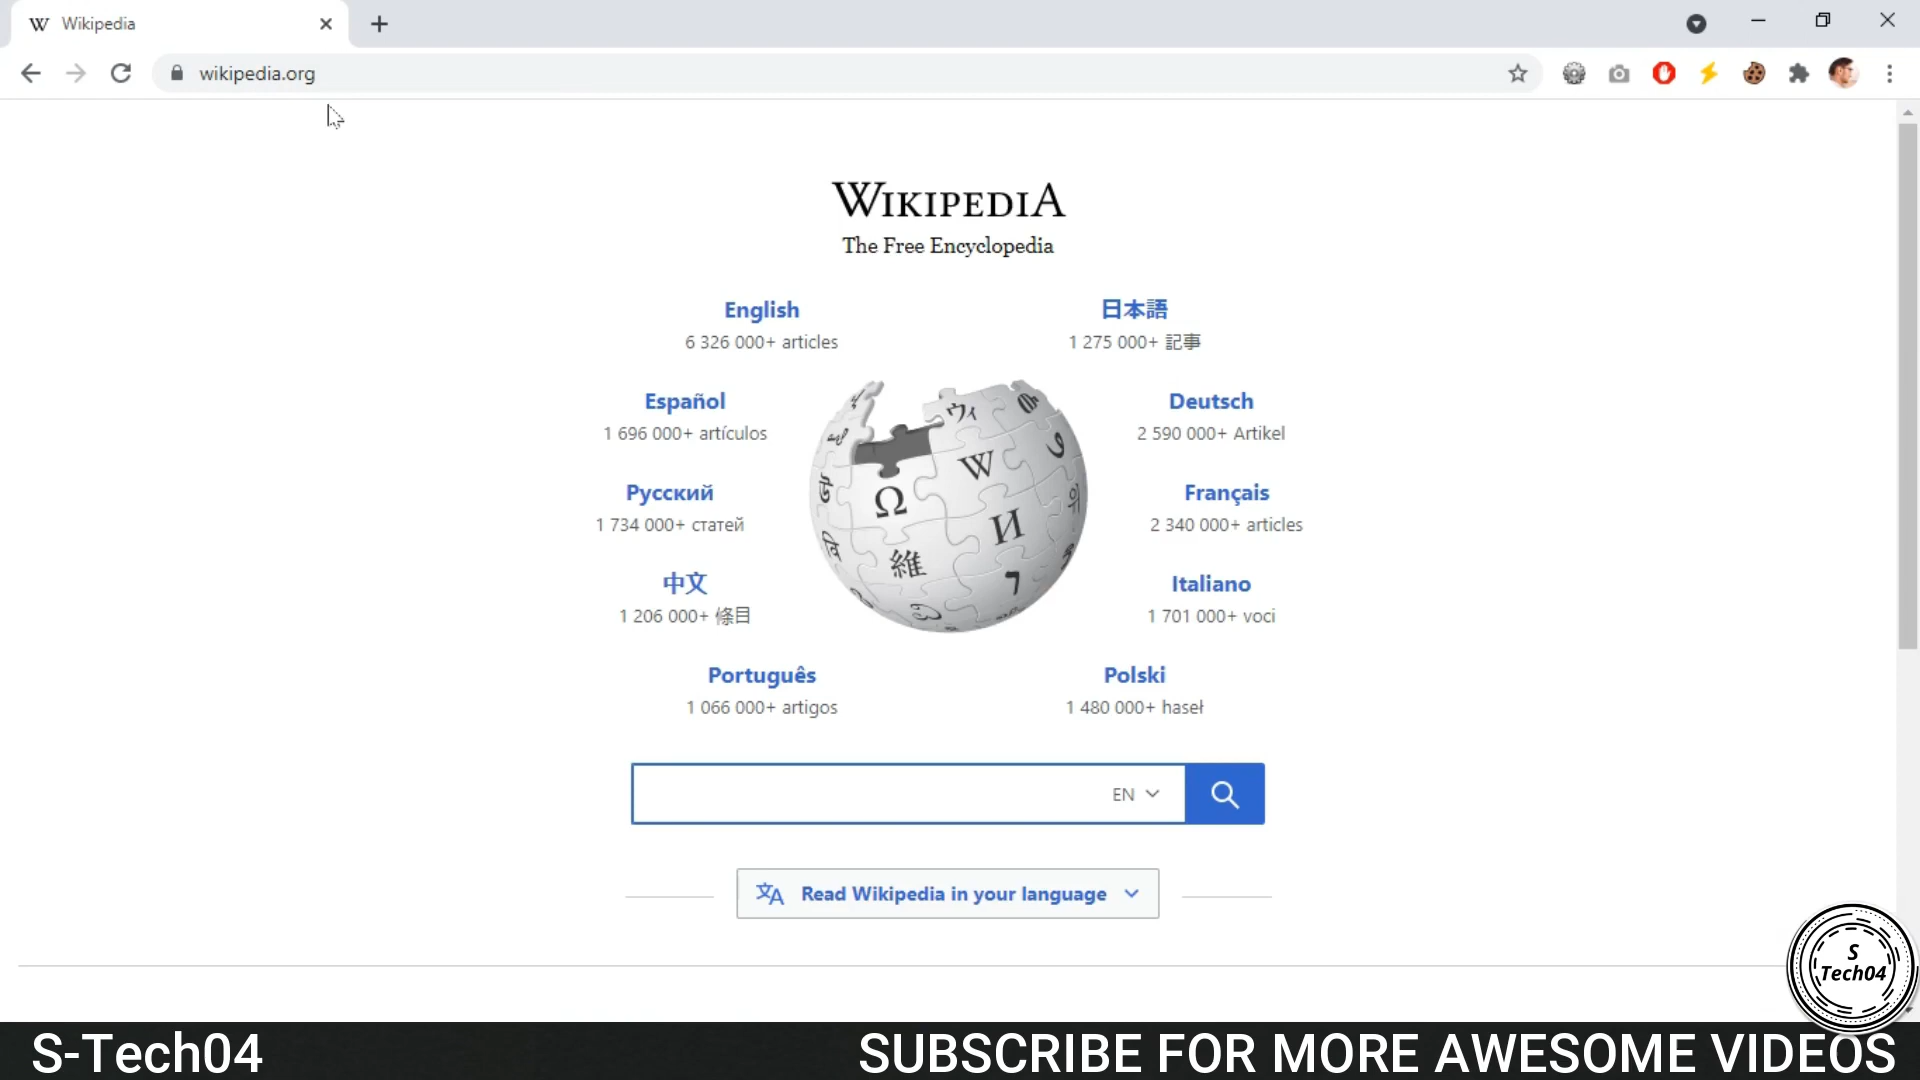 Wikipedia
wikipedia.org
WIKIPEDIA
The Free Encyclopedia
English
6 326 000+ articles
日本語
1 275 000+ 記事
Español
1 696 000+ artículos
Deutsch
2 590 000+ Artikel
Русский
1 734 000+ статей
Français
2 340 000+ articles
中文
1 206 000+ 條目
Italiano
1 701 000+ voci
Português
1 066 000+ artigos
Polski
1 480 000+ haseł
Ω
W
И
維
ウィ
EN
Read Wikipedia in your language
S
Tech04
S-Tech04
SUBSCRIBE FOR MORE AWESOME VIDEOS